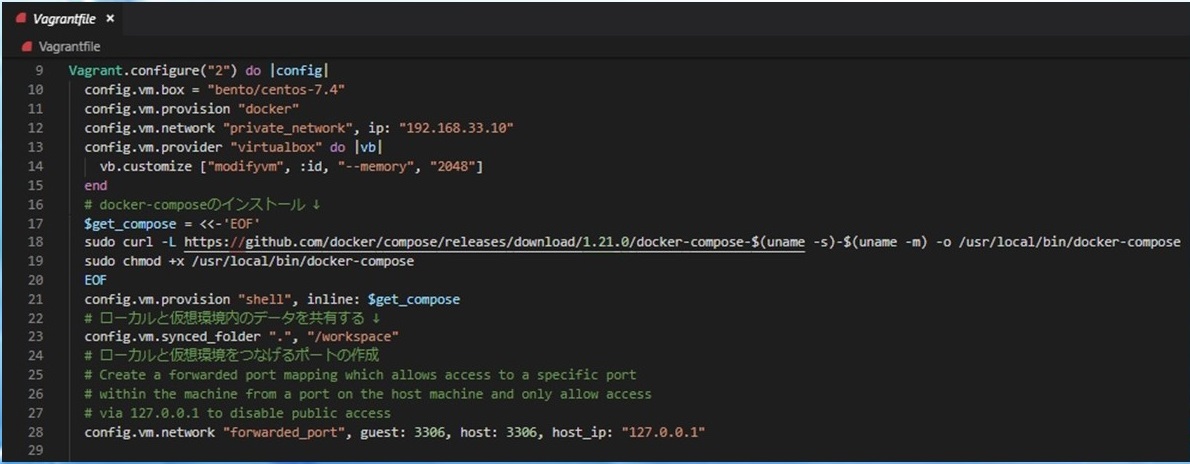 Vagrantfile ×
Vagrantfile
9 Vagrant.configure("2") do |config|
10 config.vm.box = "bento/centos-7.4"
11 config.vm.provision "docker"
12 config.vm.network "private_network", ip: "192.168.33.10"
13 config.vm.provider "virtualbox" do |vb|
14 vb.customize ["modifyvm", :id, "--memory", "2048"]
15 end
16 # docker-composeのインストール ↓
17 $get_compose = <<-'EOF'
18 sudo curl -L https://github.com/docker/compose/releases/download/1.21.0/docker-compose-$(uname -s)-$(uname -m) -o /usr/local/bin/docker-compose
19 sudo chmod +x /usr/local/bin/docker-compose
20 EOF
21 config.vm.provision "shell", inline: $get_compose
22 # ローカルと仮想環境内のデータを共有する ↓
23 config.vm.synced_folder ".", "/workspace"
24 # ローカルと仮想環境をつなげるポートの作成
25 # Create a forwarded port mapping which allows access to a specific port
26 # within the machine from a port on the host machine and only allow access
27 # via 127.0.0.1 to disable public access
28 config.vm.network "forwarded_port", guest: 3306, host: 3306, host_ip: "127.0.0.1"
29